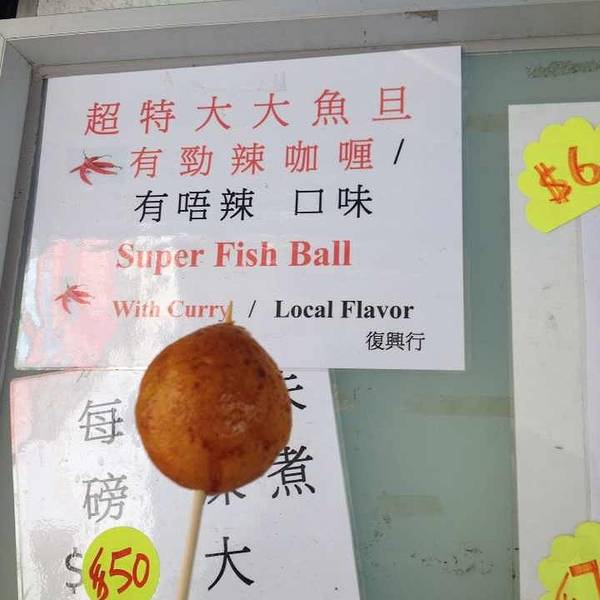 超特大大魚旦
有勁辣咖喱/
有唔辣 口味
Super Fish Ball
With Curry / Local Flavor
復興行
$6
每
磅 煮
$50 大